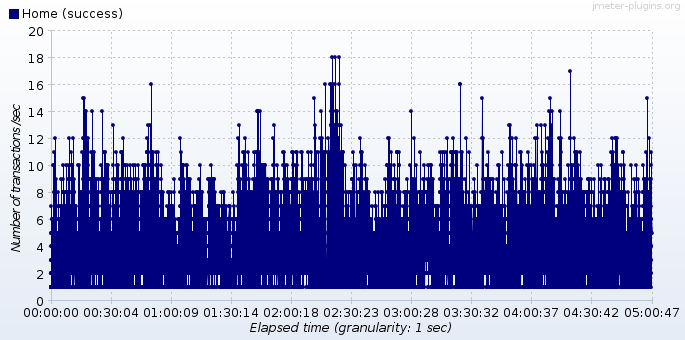 Home (success)
jmeter-plugins.org
20
18
16
14
12
10
8
6
4
2
0
Number of transactions /sec
00:00:00 00:30:04 01:00:09 01:30:14 02:00:18 02:30:23 03:00:28 03:30:32 04:00:37 04:30:42 05:00:47
Elapsed time (granularity: 1 sec)